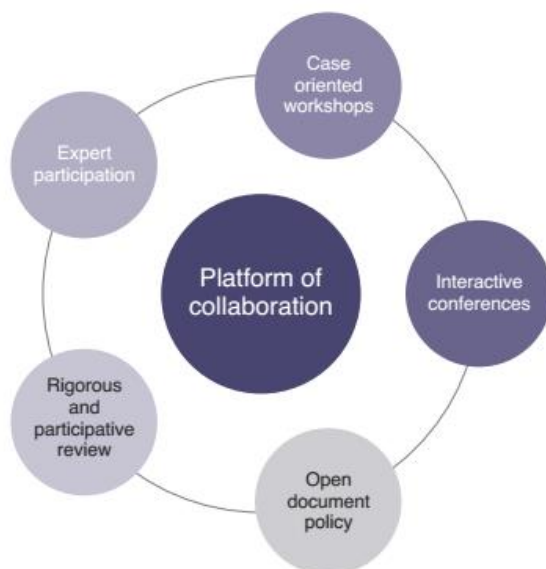 Case
oriented
workshops
Expert
participation
Platform of
collaboration
Interactive
conferences
Rigorous
and
participative
review
Open
document
policy